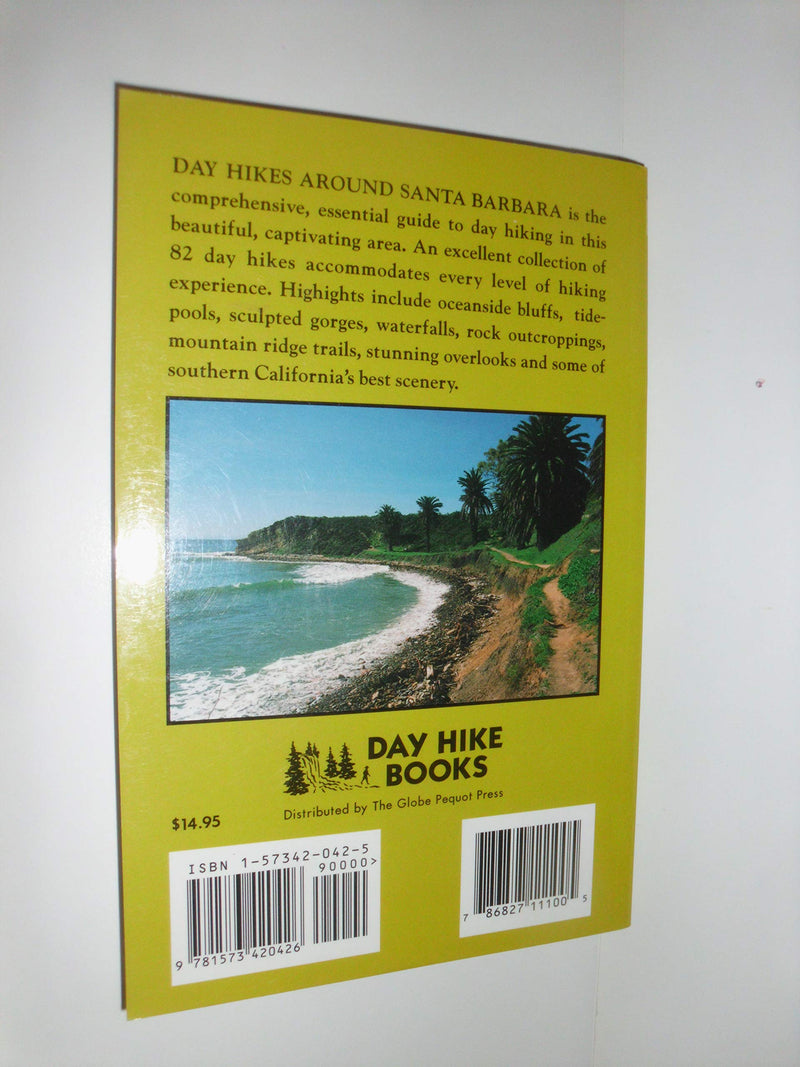 DAY HIKES AROUND SANTA BARBARA is the
comprehensive, essential guide to day hiking in this
beautiful, captivating area. An excellent collection of
82 day hikes accommodates every level of hiking
experience. Highights include oceanside bluffs, tide-
pools, sculpted gorges, waterfalls, rock outcroppings,
mountain ridge trails, stunning overlooks and some of
southern California's best scenery.
DAY HIKE
BOOKS
Distributed by The Globe Pequot Press
$14.95
ISBN 1-57342-042-5
90000>
9 781573 420426
7 86827 11100 5